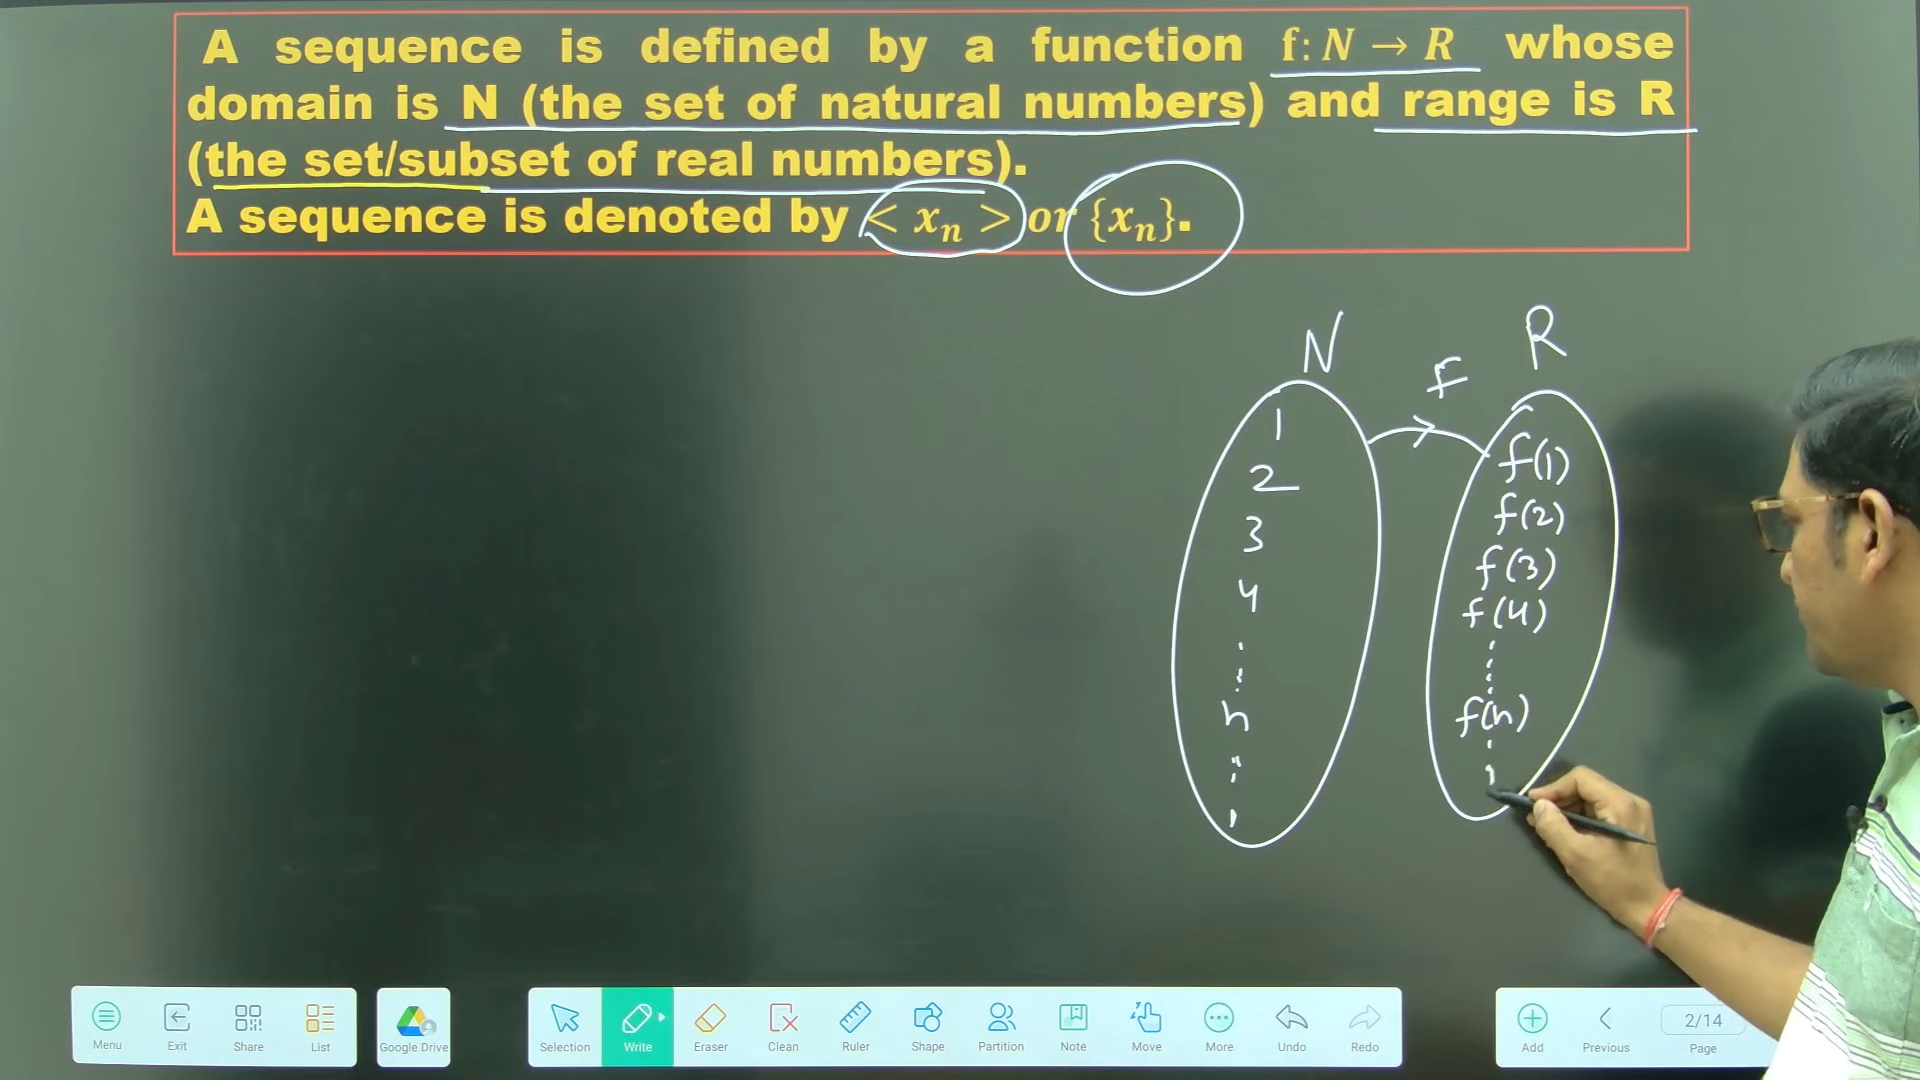 A sequence is defined by a function f: N → R whose
domain is N (the set of natural numbers) and range is R
(the set/subset of real numbers).
A sequence is denoted by < xₙ > or {xₙ}.
N
f
R
1
2
3
4
n
f(1)
f(2)
f(3)
f(4)
f(n)
Menu
Exit
Share
List
Google Drive
Selection
Write
Eraser
Clean
Ruler
Shape
Partition
Note
Move
More
Undo
Redo
Add
Previous
2/14
Page